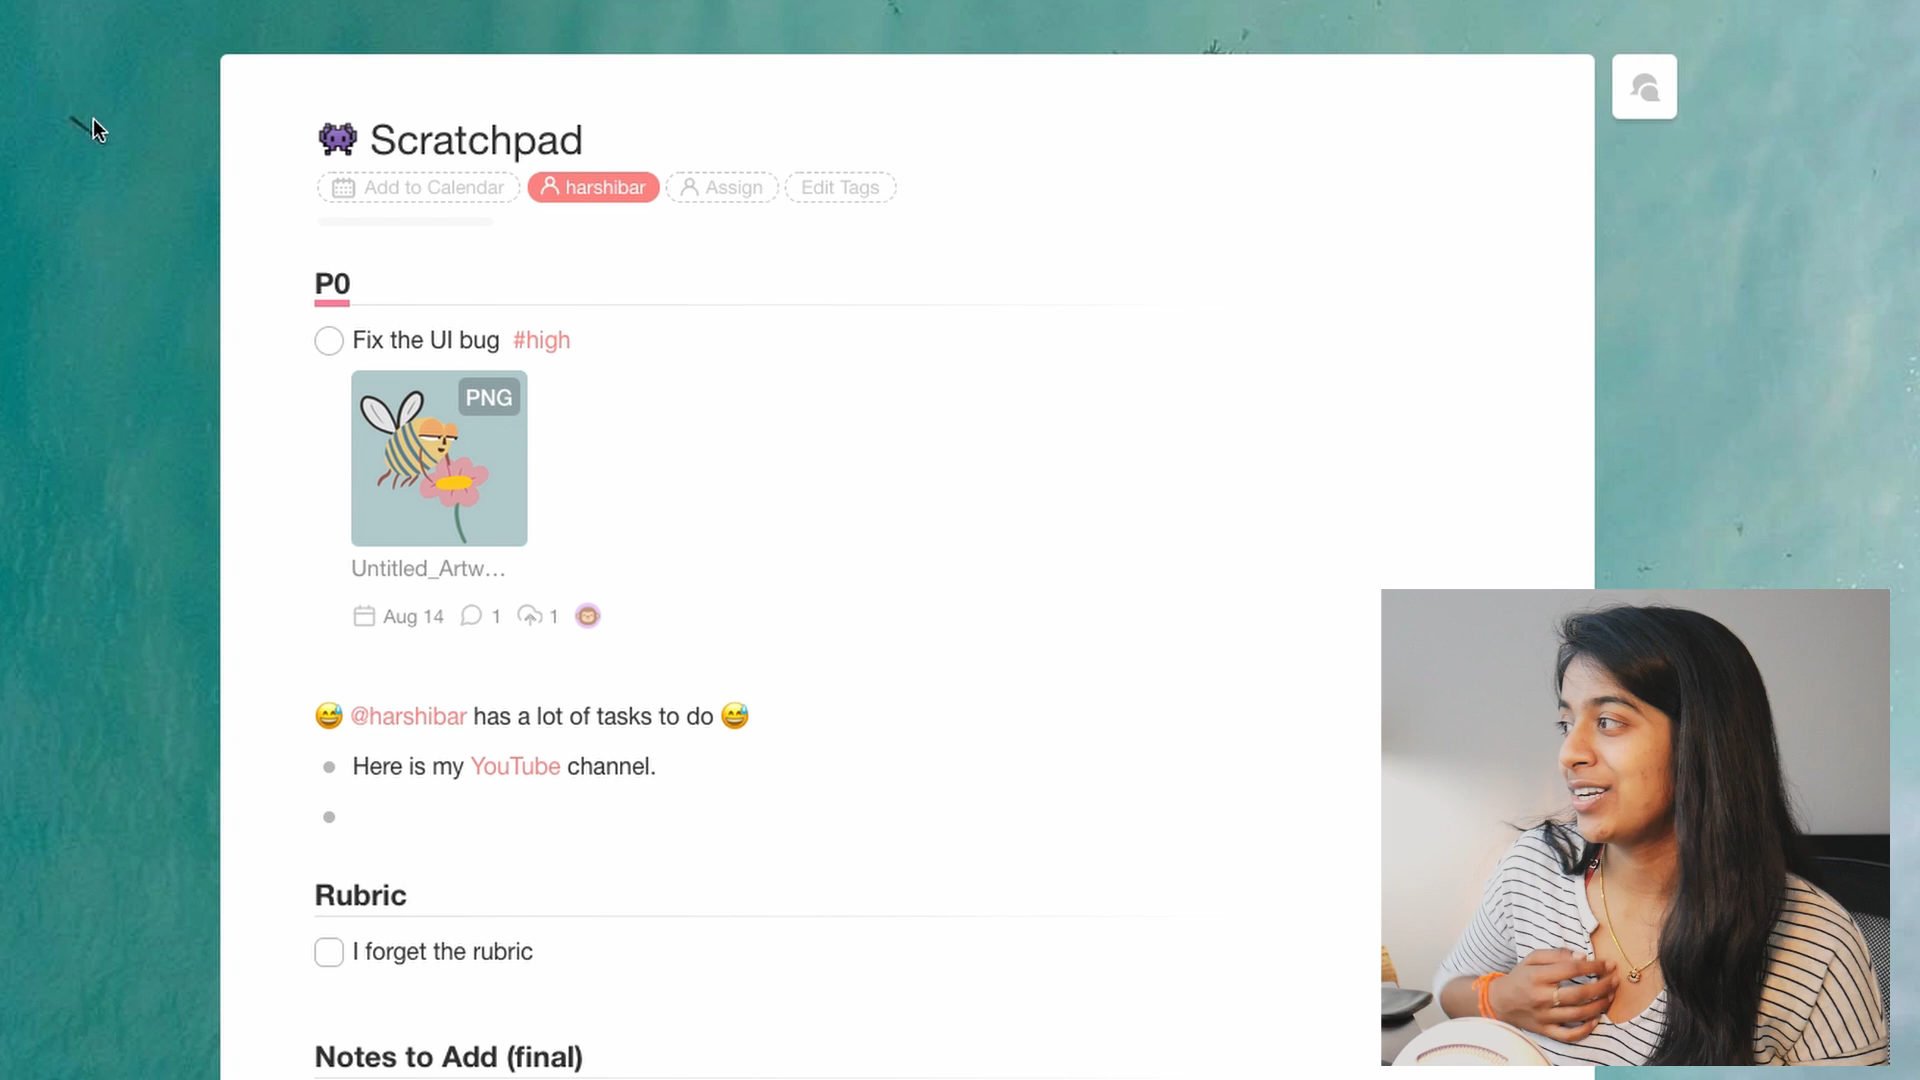 👾 Scratchpad
Add to Calendar harshibar Assign Edit Tags
P0
Fix the UI bug #high
PNG
Untitled_Artw...
Aug 14 1 1
😅 @harshibar has a lot of tasks to do 😅
Here is my YouTube channel.
Rubric
I forget the rubric
Notes to Add (final)